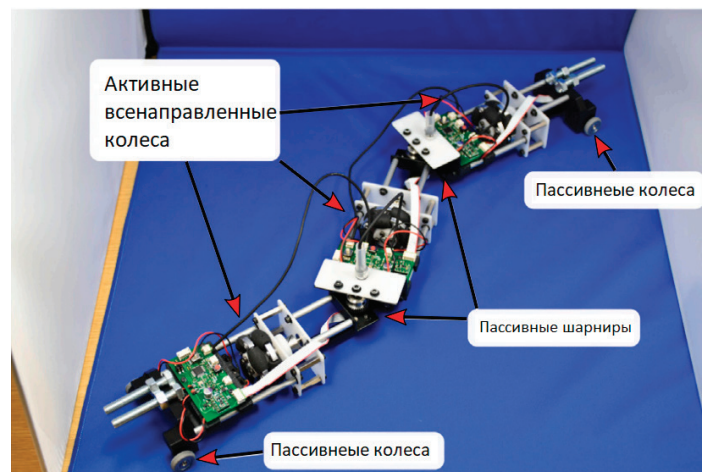 Активные
всенаправленные
колеса
Пассивнеые колеса
Пассивные шарниры
Пассивнеые колеса